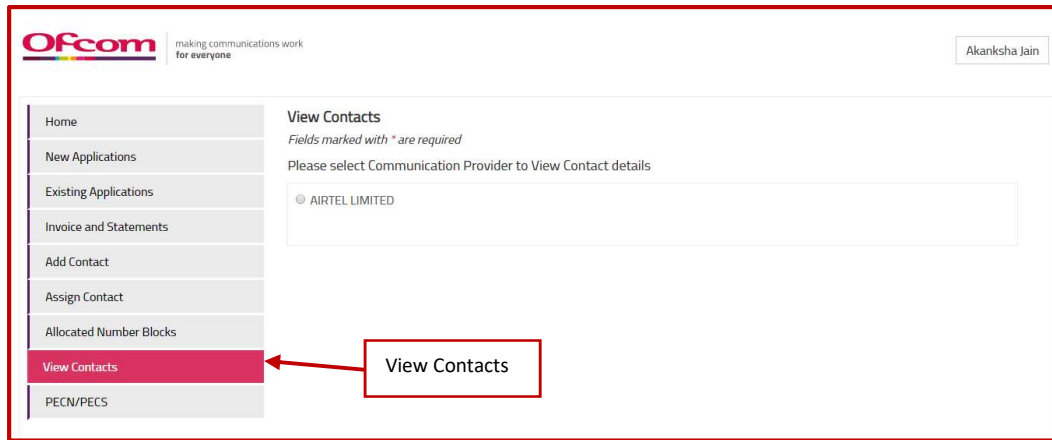 Ofcom
making communications work
for everyone
Akanksha Jain
Home
New Applications
Existing Applications
Invoice and Statements
Add Contact
Assign Contact
Allocated Number Blocks
View Contacts
PECN/PECS
View Contacts
Fields marked with * are required
Please select Communication Provider to View Contact details
AIRTEL LIMITED
View Contacts